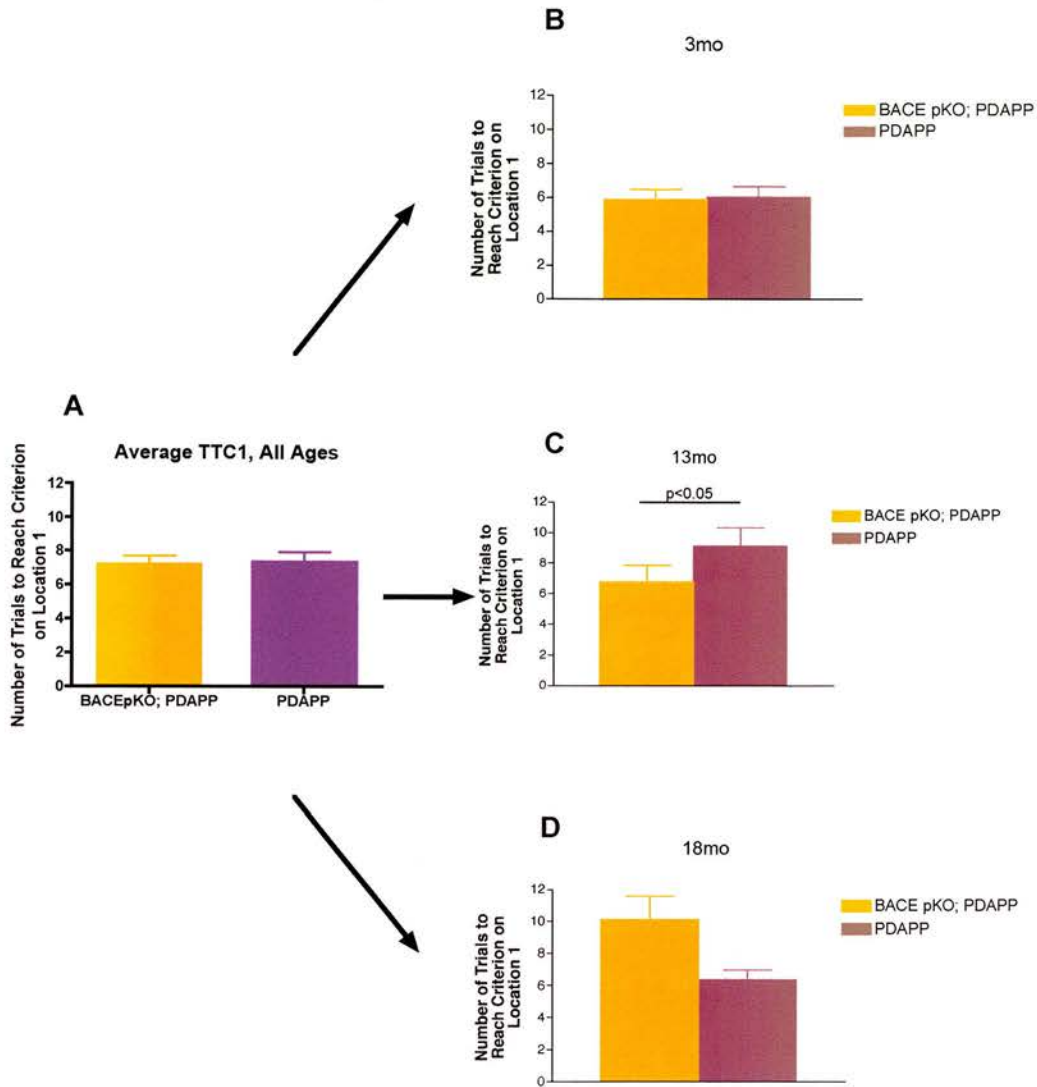 B
3mo
Number of Trials to
Reach Criterion on
Location 1
12
10
8
6
4
2
0
BACE pKO; PDAPP
PDAPP
A
Average TTC1, All Ages
Number of Trials to Reach Criterion
on Location 1
12
10
8
6
4
2
0
BACEpKO; PDAPP
PDAPP
C
13mo
p<0.05
Number of Trials to
Reach Criterion on
Location 1
12
10
8
6
4
2
0
BACE pKO; PDAPP
PDAPP
D
18mo
Number of Trials to
Reach Criterion on
Location 1
12
10
8
6
4
2
0
BACE pKO; PDAPP
PDAPP